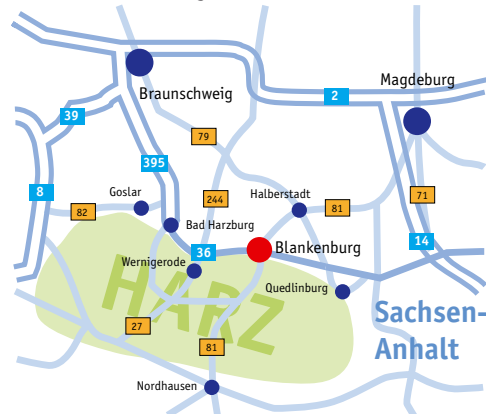 Magdeburg
Braunschweig
2
39
79
395
8
Goslar
244
Halberstadt
71
82
81
Bad Harzburg
14
36
Blankenburg
Wernigerode
HARZ
Quedlinburg
Sachsen-
Anhalt
27
81
Nordhausen